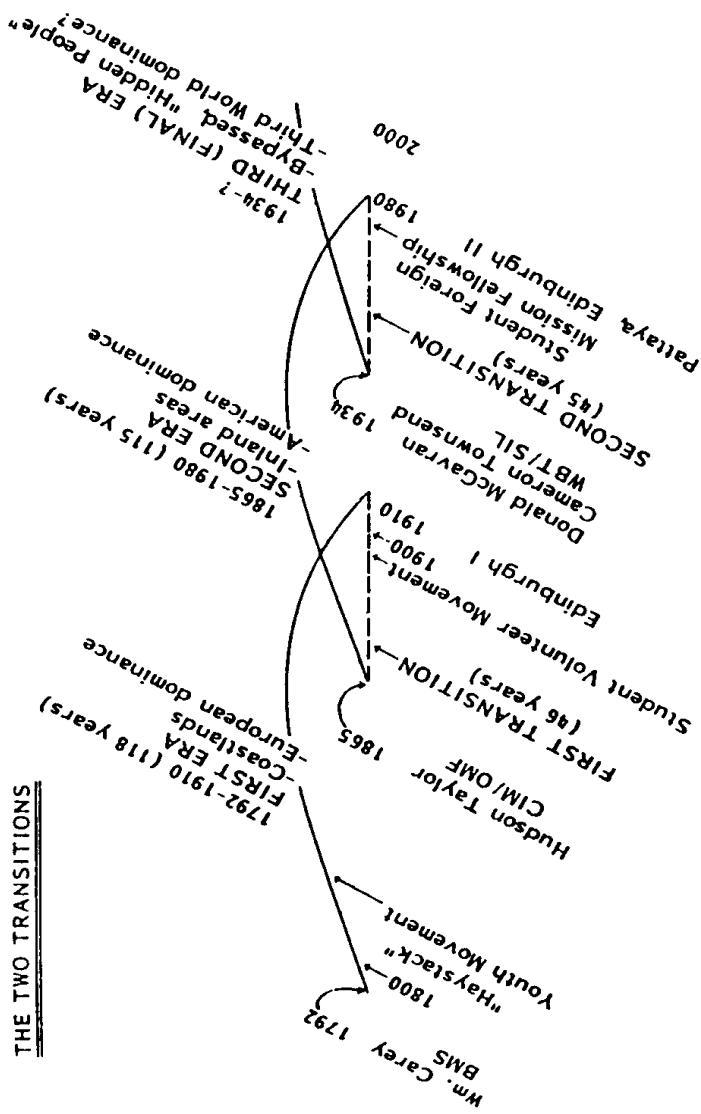 THE TWO TRANSITIONS
Wm. Carey 1792
BMS
1800
"Haystack"
Youth Movement
1792-1910 (118 years)
FIRST ERA
-Coastlands
-European dominance
Hudson Taylor 1865
CIM/OMF
FIRST TRANSITION
(46 years)
Student Volunteer Movement
1900
1910
Edinburgh I
1865-1980 (115 years)
SECOND ERA
-Inland areas
-American dominance
Donald McGavran 1934
Cameron Townsend
WBT/SIL
SECOND TRANSITION
(45 years)
Student Foreign
Mission Fellowship
1980
Pattaya, Edinburgh II
1934-?
THIRD (FINAL) ERA
-Bypassed, "Hidden People"
-Third World dominance?
2000